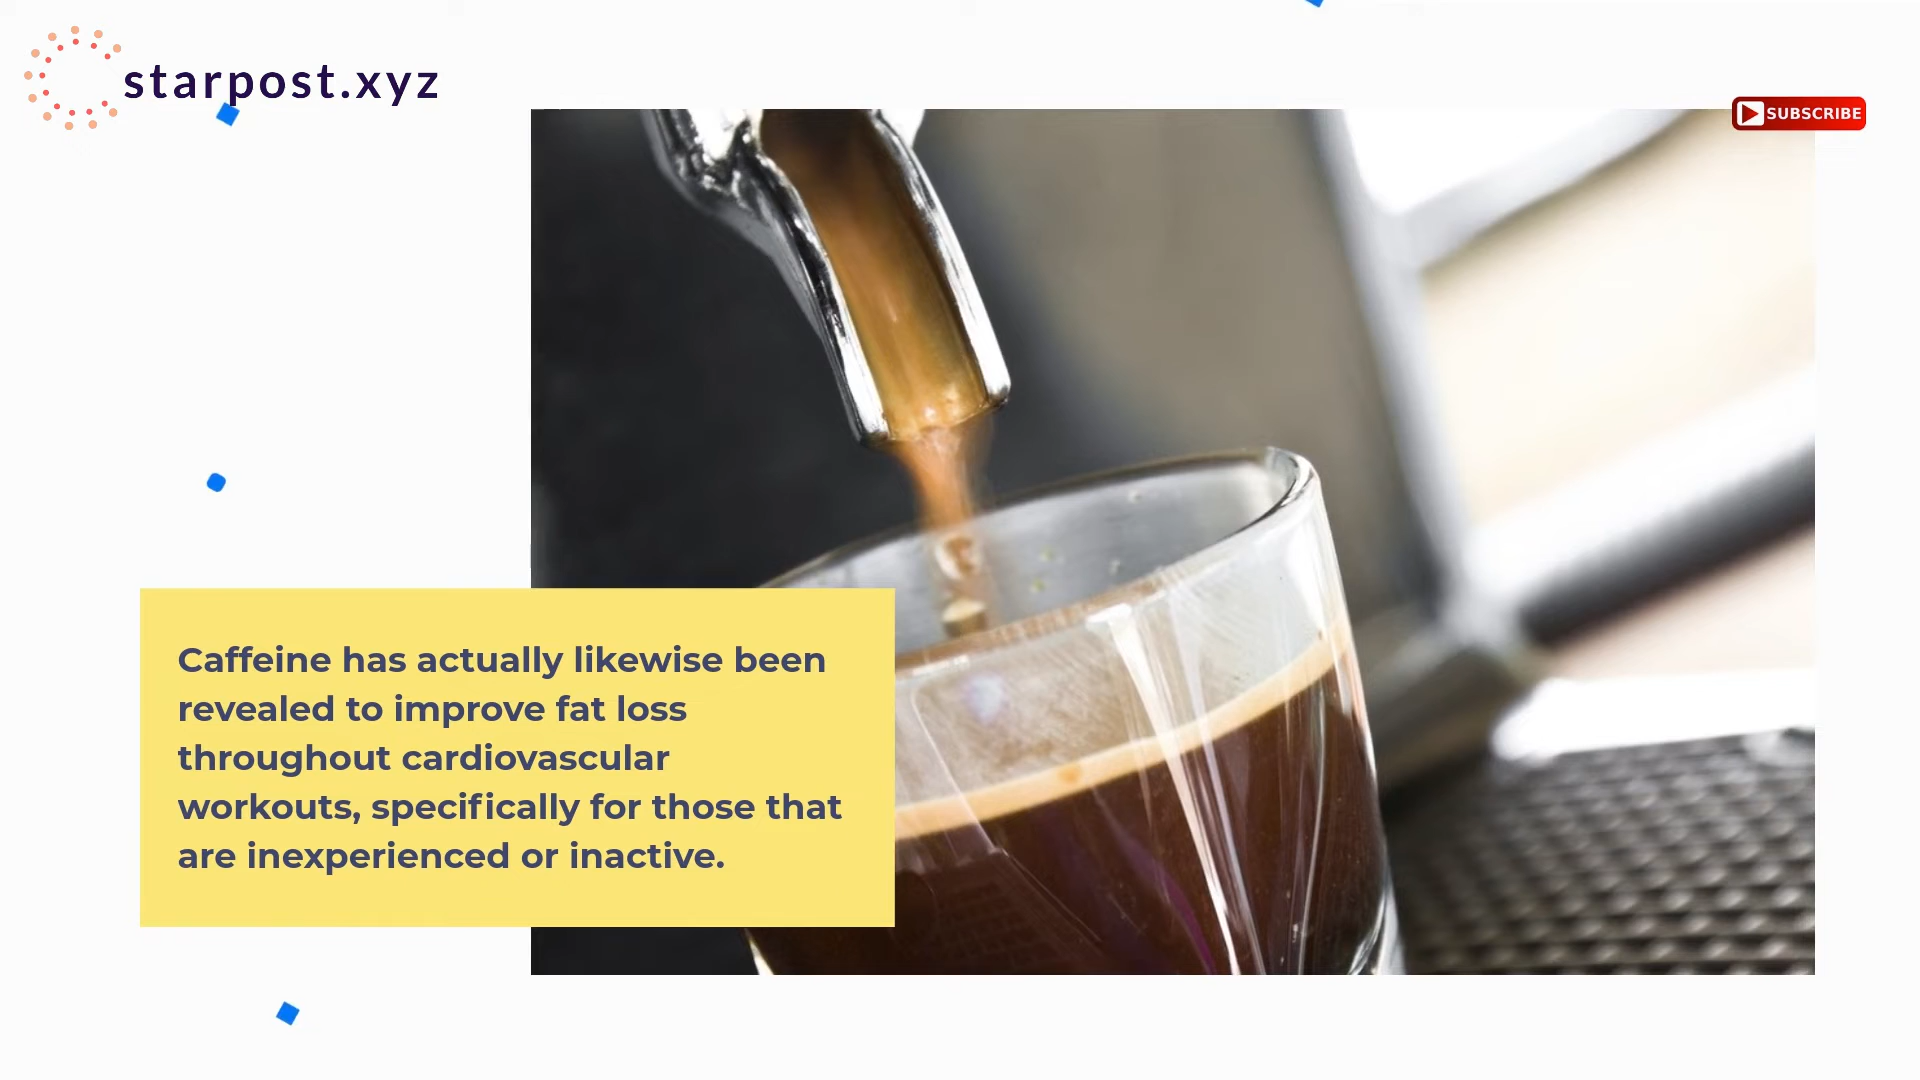 starpost.xyz
SUBSCRIBE
Caffeine has actually likewise been
revealed to improve fat loss
throughout cardiovascular
workouts, specifically for those that
are inexperienced or inactive.